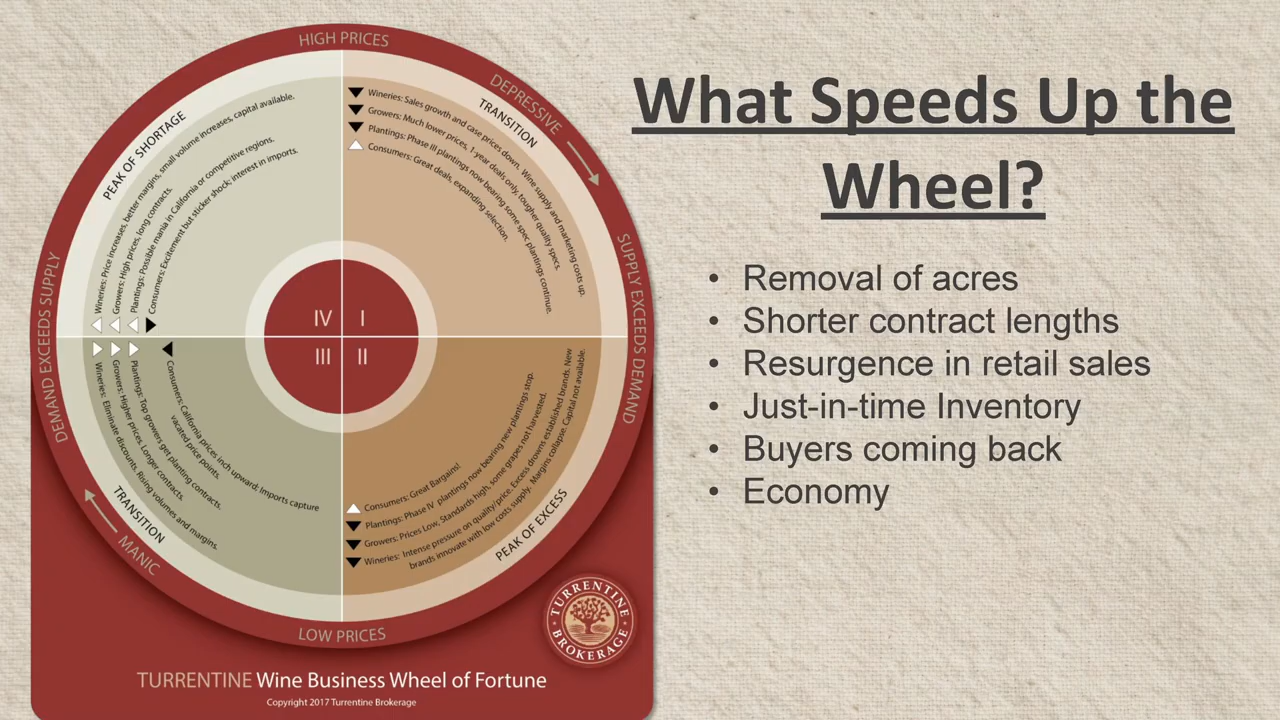 HIGH PRICES
DEPRESSIVE
TRANSITION
SUPPLY EXCEEDS DEMAND
PEAK OF EXCESS
LOW PRICES
MANIC
TRANSITION
DEMAND EXCEEDS SUPPLY
PEAK OF SHORTAGE
Wineries: Sales growth and case prices down. Wine supply and marketing costs up.
Growers: Much lower prices, 1-year deals only, tougher quality specs.
Plantings: Phase III plantings now bearing some spec plantings continue.
Consumers: Great deals, expanding selection.
Consumers: Great Bargains!
Plantings: Phase IV plantings now bearing new plantings stop.
Growers: Prices Low, Standards high, some grapes not harvested.
Wineries: Intense pressure on quality/price. Excess drowns established brands. New
brands innovate with low costs supply. Margins collapse. Capital not available.
Wineries: Eliminate discounts. Rising volumes and margins.
Growers: Higher prices. Longer contracts.
Plantings: Top growers get planting contracts.
Consumers: California prices inch upward; Imports capture
vacated price points.
Wineries: Price increases, better margins, small volume increases, capital available.
Growers: High prices, long contracts.
Plantings: Possible mania in California or competitive regions.
Consumers: Excitement but sticker shock; interest in imports.
IV I
III II
TURRENTINE
BROKERAGE
TURRENTINE Wine Business Wheel of Fortune
Copyright 2017 Turrentine Brokerage
What Speeds Up the
Wheel?
• Removal of acres
• Shorter contract lengths
• Resurgence in retail sales
• Just-in-time Inventory
• Buyers coming back
• Economy